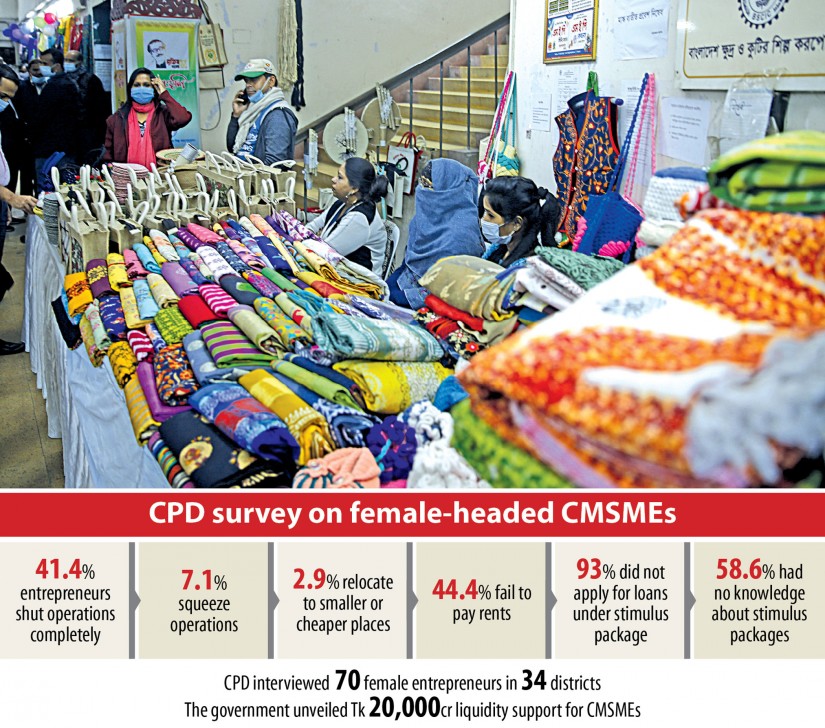 বাংলাদেশ ক্ষুদ্র ও কুটির শিল্প করপো
CPD survey on female-headed CMSMEs
41.4%
entrepreneurs
shut operations
completely
7.1%
squeeze
operations
2.9% relocate
to smaller or
cheaper places
44.4% fail to
pay rents
93% did not
apply for loans
under stimulus
package
58.6% had
no knowledge
about stimulus
packages
CPD interviewed 70 female entrepreneurs in 34 districts
The government unveiled Tk 20,000cr liquidity support for CMSMEs